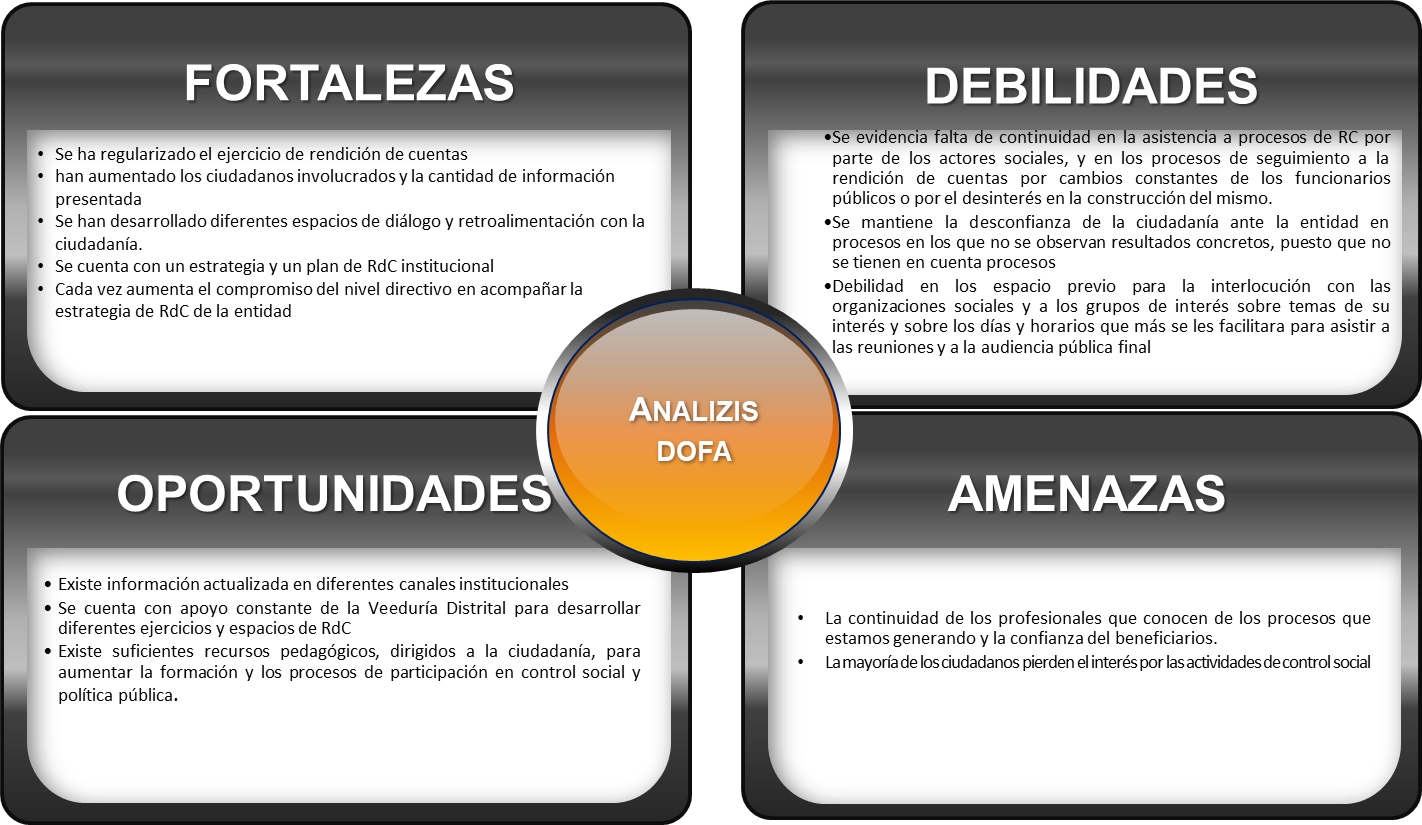 FORTALEZAS
• Se ha regularizado el ejercicio de rendición de cuentas
• han aumentado los ciudadanos involucrados y la cantidad de información
presentada
• Se han desarrollado diferentes espacios de diálogo y retroalimentación con la
ciudadanía.
• Se cuenta con un estrategia y un plan de RdC institucional
• Cada vez aumenta el compromiso del nivel directivo en acompañar la
estrategia de RdC de la entidad
DEBILIDADES
•Se evidencia falta de continuidad en la asistencia a procesos de RC por
parte de los actores sociales, y en los procesos de seguimiento a la
rendición de cuentas por cambios constantes de los funcionarios
públicos o por el desinterés en la construcción del mismo.
•Se mantiene la desconfianza de la ciudadanía ante la entidad en
procesos en los que no se observan resultados concretos, puesto que no
se tienen en cuenta procesos
•Debilidad en los espacio previo para la interlocución con las
organizaciones sociales y a los grupos de interés sobre temas de su
interés y sobre los días y horarios que más se les facilitara para asistir a
las reuniones y a la audiencia pública final
ANALIZIS
DOFA
OPORTUNIDADES
• Existe información actualizada en diferentes canales institucionales
• Se cuenta con apoyo constante de la Veeduría Distrital para desarrollar
diferentes ejercicios y espacios de RdC
• Existe suficientes recursos pedagógicos, dirigidos a la ciudadanía, para
aumentar la formación y los procesos de participación en control social y
política pública.
AMENAZAS
• La continuidad de los profesionales que conocen de los procesos que
estamos generando y la confianza del beneficiarios.
• La mayoría de los ciudadanos pierden el interés por las actividades de control social